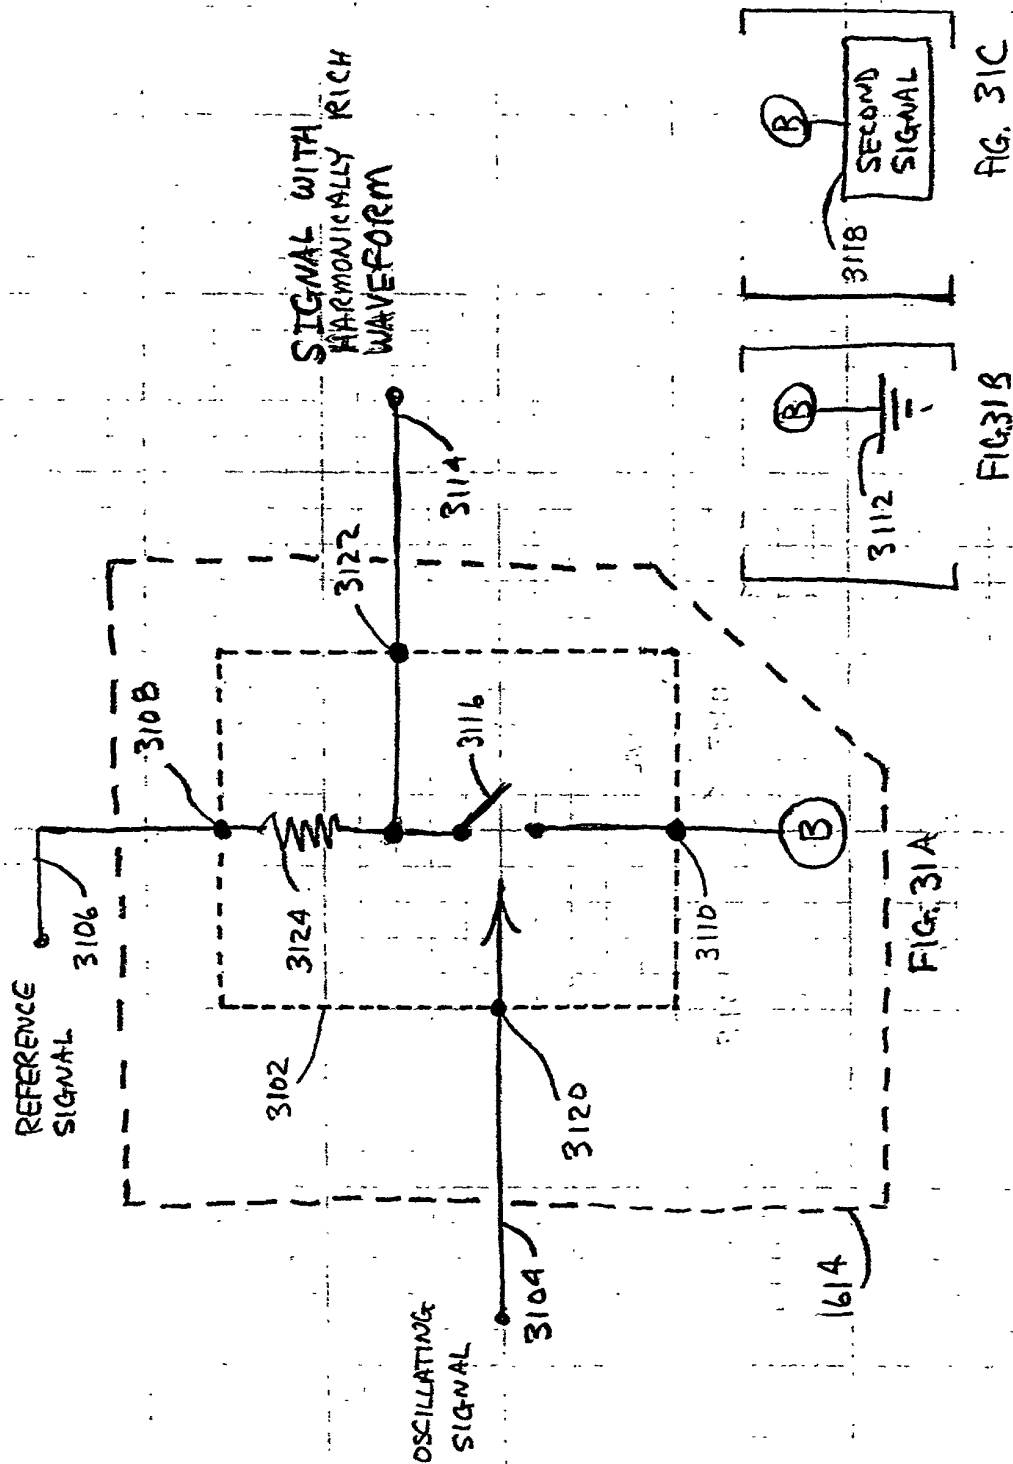 REFERENCE
SIGNAL
3106
3108
3124
3102
SIGNAL WITH
HARMONICALLY RICH
WAVEFORM
3122
3114
3116
OSCILLATING
SIGNAL
3104
3120
3110
B
1614
FIG. 31A
B
3112
FIG. 31B
B
SECOND
SIGNAL
3118
FIG. 31C